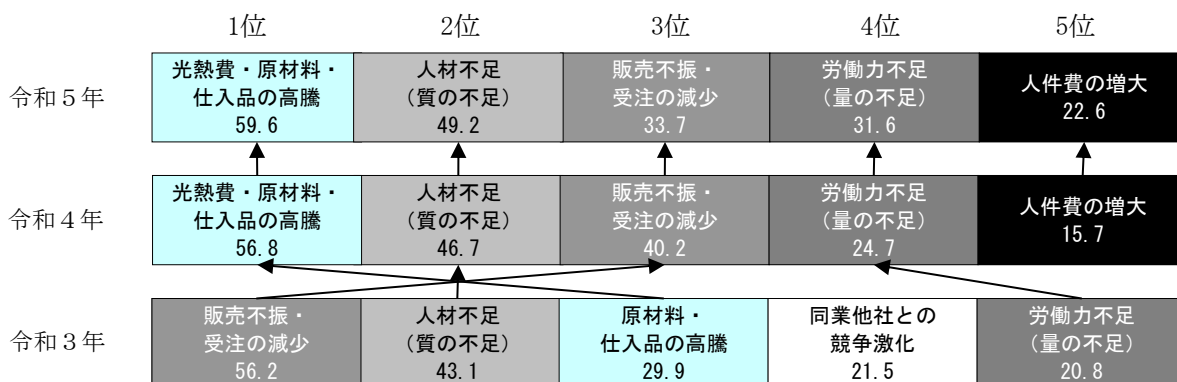 1位 2位 3位 4位 5位
令和５年
光熱費・原材料・
仕入品の高騰
59.6
人材不足
(質の不足)
49.2
販売不振・
受注の減少
33.7
労働力不足
(量の不足)
31.6
人件費の増大
22.6
令和４年
光熱費・原材料・
仕入品の高騰
56.8
人材不足
(質の不足)
46.7
販売不振・
受注の減少
40.2
労働力不足
(量の不足)
24.7
人件費の増大
15.7
令和３年
販売不振・
受注の減少
56.2
人材不足
(質の不足)
43.1
原材料・
仕入品の高騰
29.9
同業他社との
競争激化
21.5
労働力不足
(量の不足)
20.8